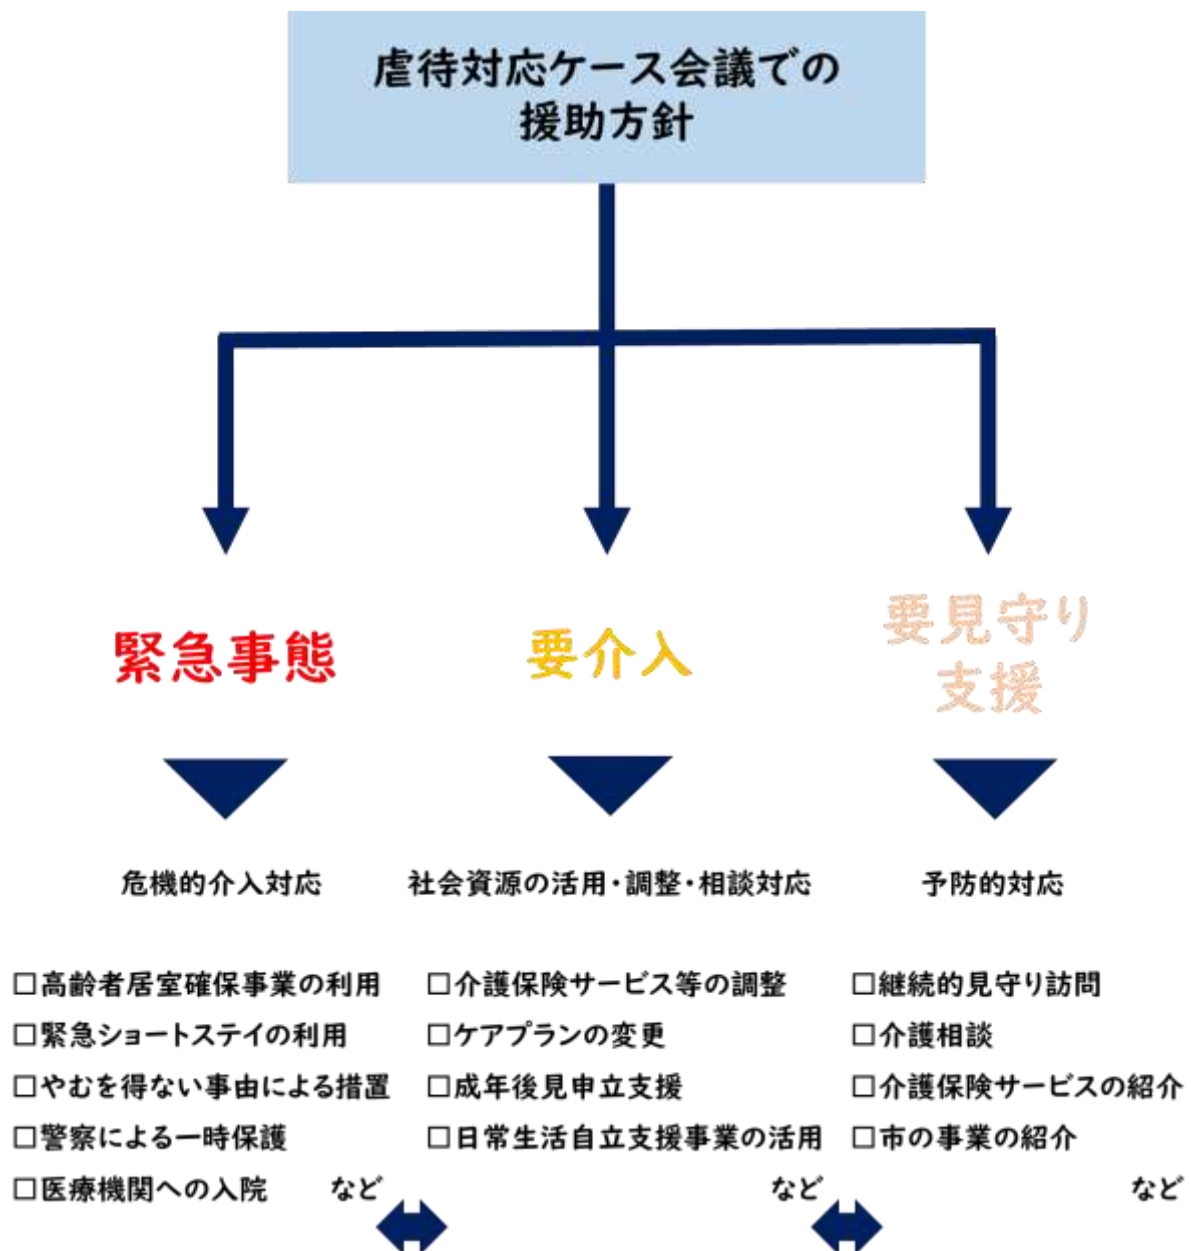 虐待対応ケース会議での
援助方針
緊急事態
要介入
要見守り
支援
危機的介入対応
社会資源の活用・調整・相談対応
予防的対応
□高齢者居室確保事業の利用
□緊急ショートステイの利用
□やむを得ない事由による措置
□警察による一時保護
□医療機関への入院 など
□介護保険サービス等の調整
□ケアプランの変更
□成年後見申立支援
□日常生活自立支援事業の活用
など
□継続的見守り訪問
□介護相談
□介護保険サービスの紹介
□市の事業の紹介
など